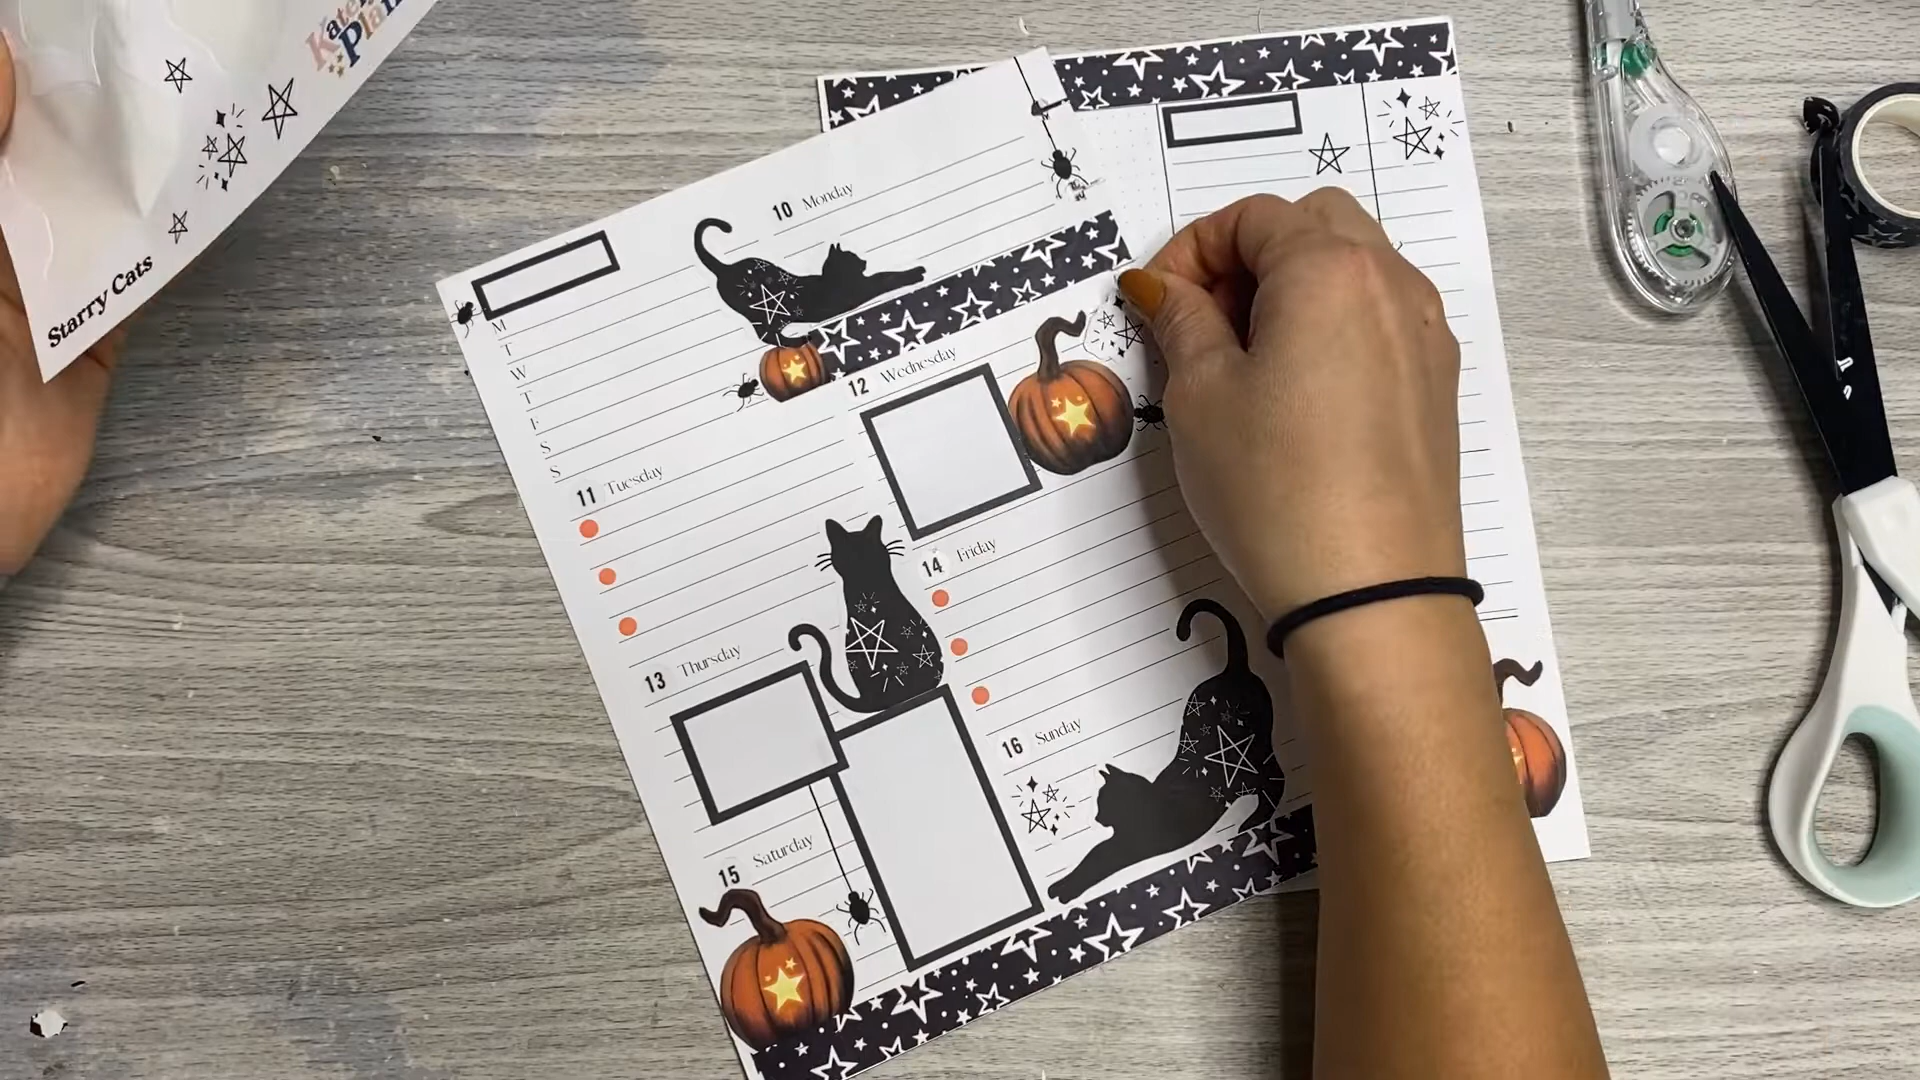 Starry Cats
10 Monday
M
T
W
T
F
S
S
11 Tuesday
12 Wednesday
13 Thursday
14 Friday
15 Saturday
16 Sunday